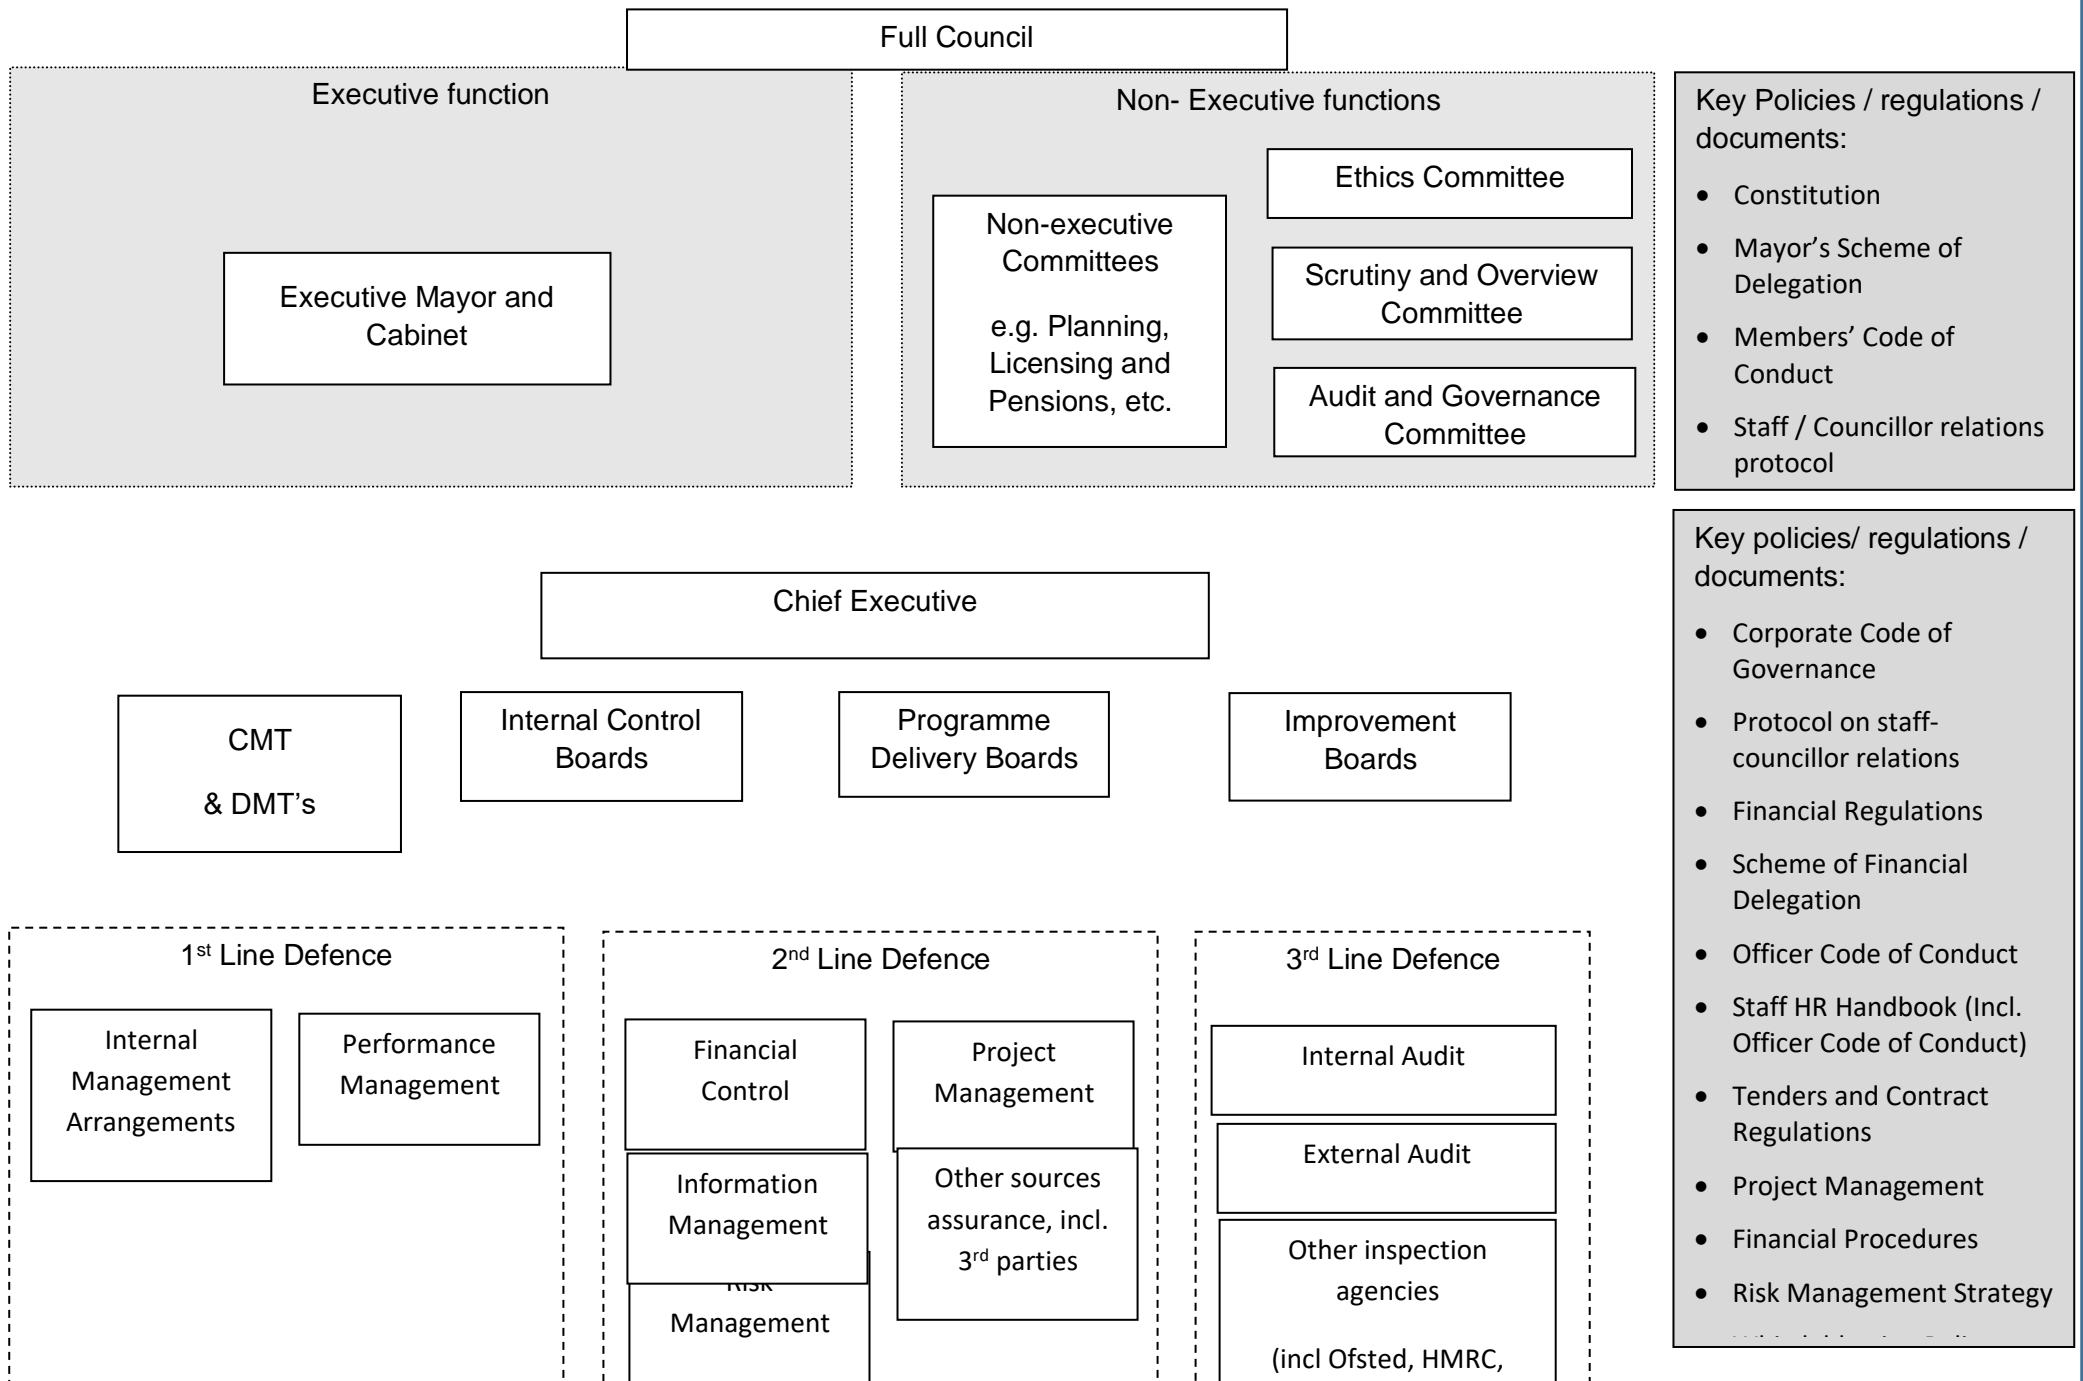 Full Council
Executive function
Executive Mayor and
Cabinet
Non- Executive functions
Non-executive
Committees
e.g. Planning,
Licensing and
Pensions, etc.
Ethics Committee
Scrutiny and Overview
Committee
Audit and Governance
Committee
Key Policies / regulations /
documents:
• Constitution
• Mayor’s Scheme of
Delegation
• Members’ Code of
Conduct
• Staff / Councillor relations
protocol
Chief Executive
CMT
& DMT’s
Internal Control
Boards
Programme
Delivery Boards
Improvement
Boards
Key policies/ regulations /
documents:
• Corporate Code of
Governance
• Protocol on staff-
councillor relations
• Financial Regulations
• Scheme of Financial
Delegation
• Officer Code of Conduct
• Staff HR Handbook (Incl.
Officer Code of Conduct)
• Tenders and Contract
Regulations
• Project Management
• Financial Procedures
• Risk Management Strategy
1st Line Defence
Internal
Management
Arrangements
Performance
Management
2nd Line Defence
Financial
Control
Project
Management
Information
Management
Other sources
assurance, incl.
3rd parties
Risk
Management
3rd Line Defence
Internal Audit
External Audit
Other inspection
agencies
(incl Ofsted, HMRC,